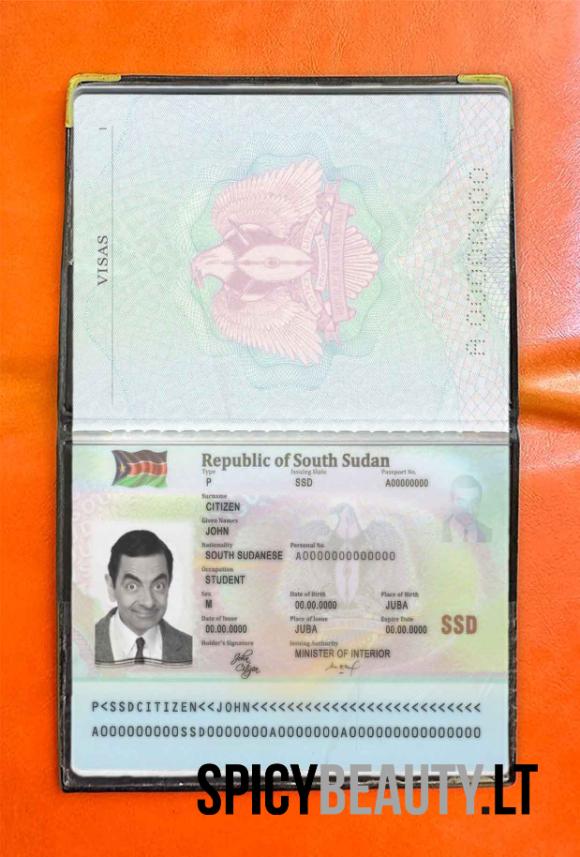 1
VISAS
A 00000000
Republic of South Sudan
Type Issuing State Passport No.
P SSD A00000000
Surname
CITIZEN
Given Names
JOHN
Nationality Personal No.
SOUTH SUDANESE A0000000000000
Occupation
STUDENT
Sex Date of Birth Place of Birth
M 00.00.0000 JUBA
Date of Issue Place of Issue Expire Date
00.00.0000 JUBA 00.00.0000
SSD
Holder's Signature Issuing Authority
MINISTER OF INTERIOR
John
Citizen
P<SSDCITIZEN<<JOHN<<<<<<<<<<<<<<<<<<<<<<<<<<
A000000000SSD0000000A0000000A000000000000000
SPICYBEAUTY.LT